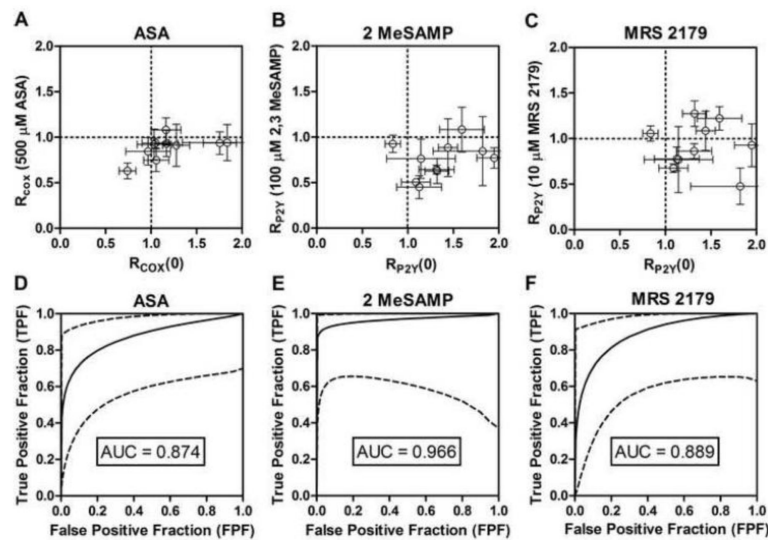 A ASA
R_COX (500 μM ASA)
2.0
1.5
1.0
0.5
0.0
0.0 0.5 1.0 1.5 2.0
R_COX(0)
B 2 MeSAMP
R_P2Y (100 μM 2,3 MeSAMP)
2.0
1.5
1.0
0.5
0.0
0.0 0.5 1.0 1.5 2.0
R_P2Y(0)
C MRS 2179
R_P2Y (10 μM MRS 2179)
2.0
1.5
1.0
0.5
0.0
0.0 0.5 1.0 1.5 2.0
R_P2Y(0)
D ASA
True Positive Fraction (TPF)
1.0
0.8
0.6
0.4
0.2
0.0
AUC = 0.874
0.0 0.2 0.4 0.6 0.8 1.0
False Positive Fraction (FPF)
E 2 MeSAMP
True Positive Fraction (TPF)
1.0
0.8
0.6
0.4
0.2
0.0
AUC = 0.966
0.0 0.2 0.4 0.6 0.8 1.0
False Positive Fraction (FPF)
F MRS 2179
True Positive Fraction (TPF)
1.0
0.8
0.6
0.4
0.2
0.0
AUC = 0.889
0.0 0.2 0.4 0.6 0.8 1.0
False Positive Fraction (FPF)